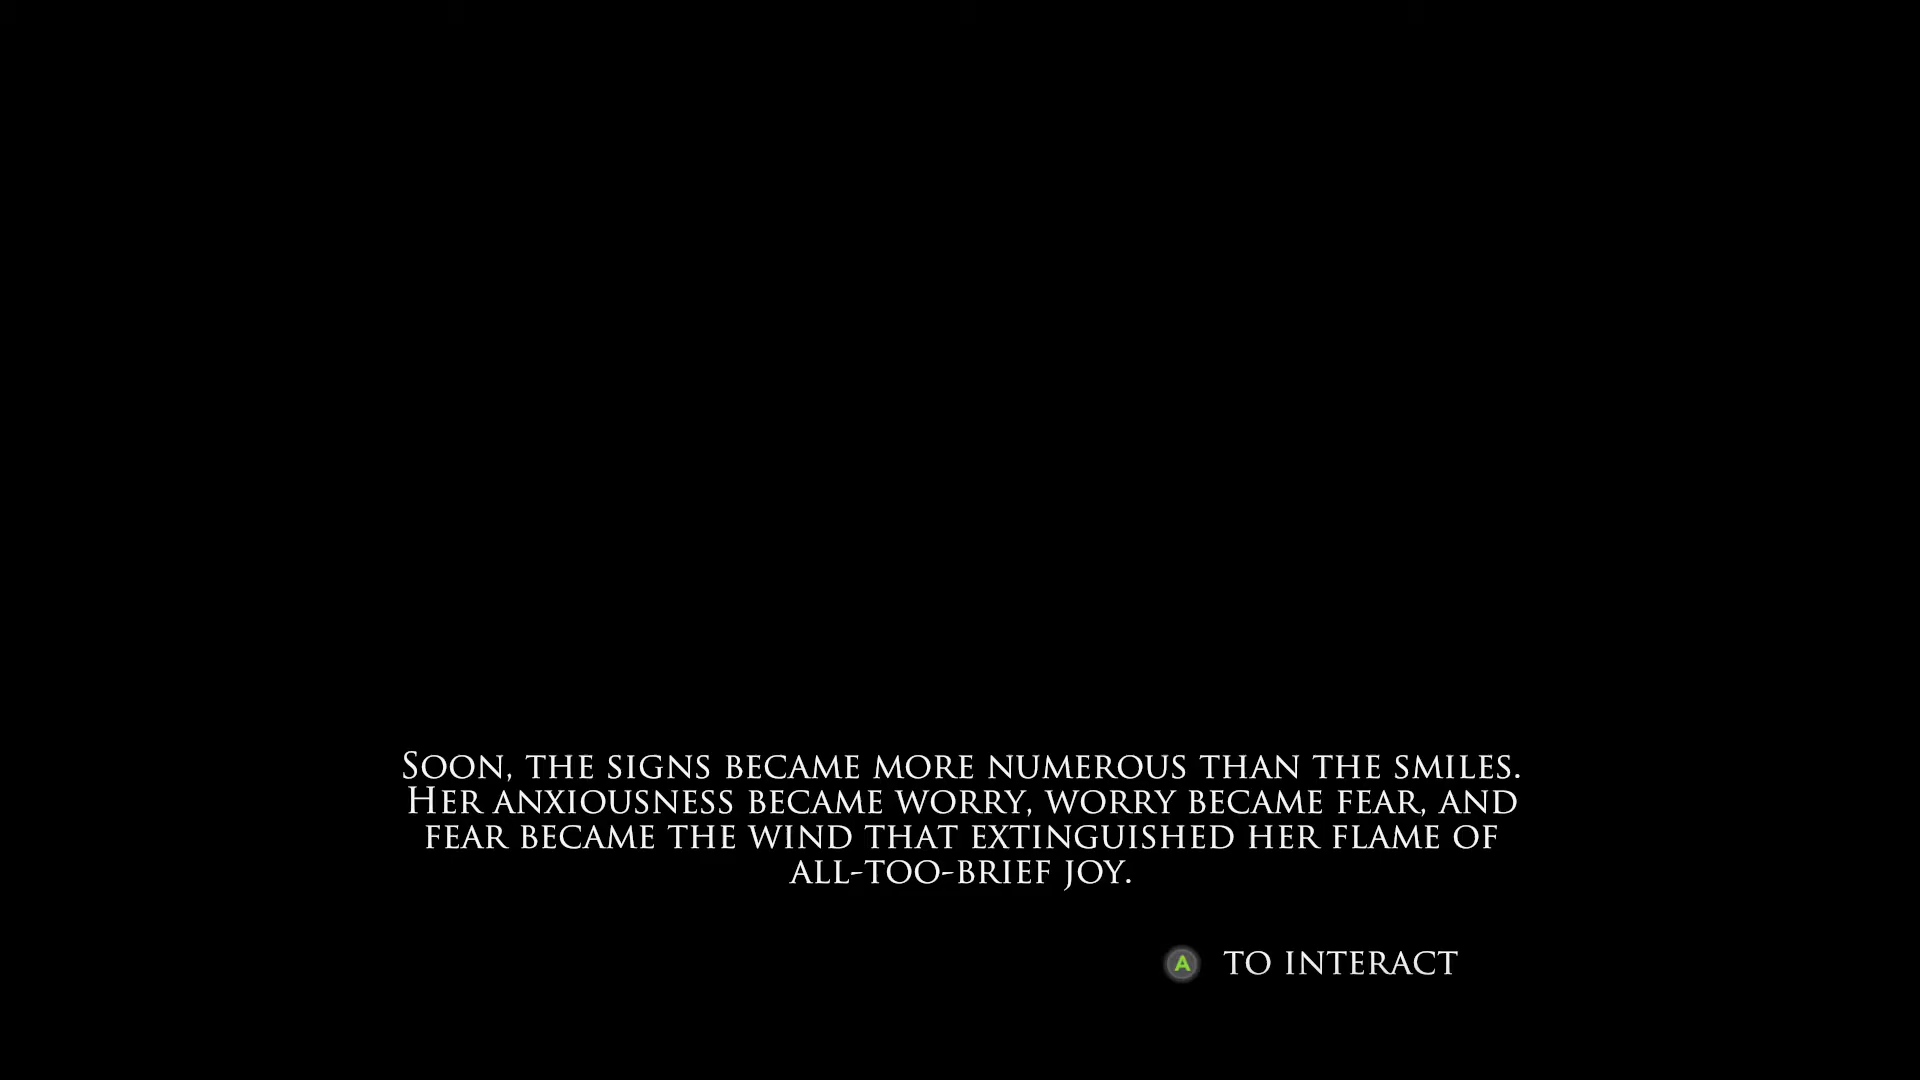 Soon, the signs became more numerous than the smiles.
Her anxiousness became worry, worry became fear, and
fear became the wind that extinguished her flame of
all-too-brief joy.
A to interact